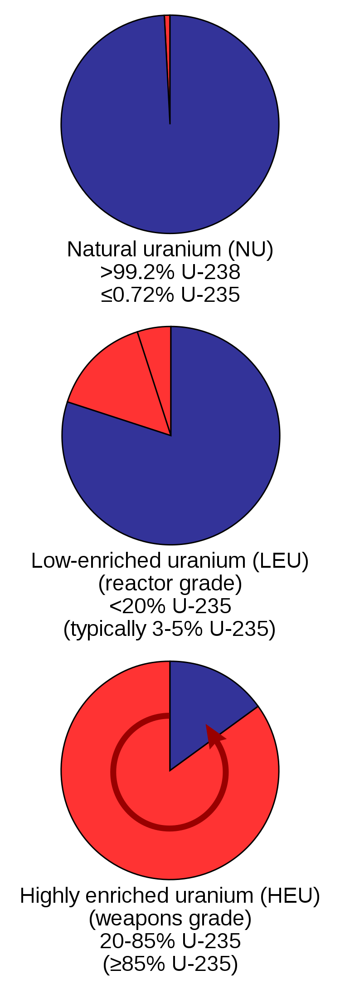 Natural uranium (NU)
>99.2% U-238
≤0.72% U-235
Low-enriched uranium (LEU)
(reactor grade)
<20% U-235
(typically 3-5% U-235)
Highly enriched uranium (HEU)
(weapons grade)
20-85% U-235
(≥85% U-235)